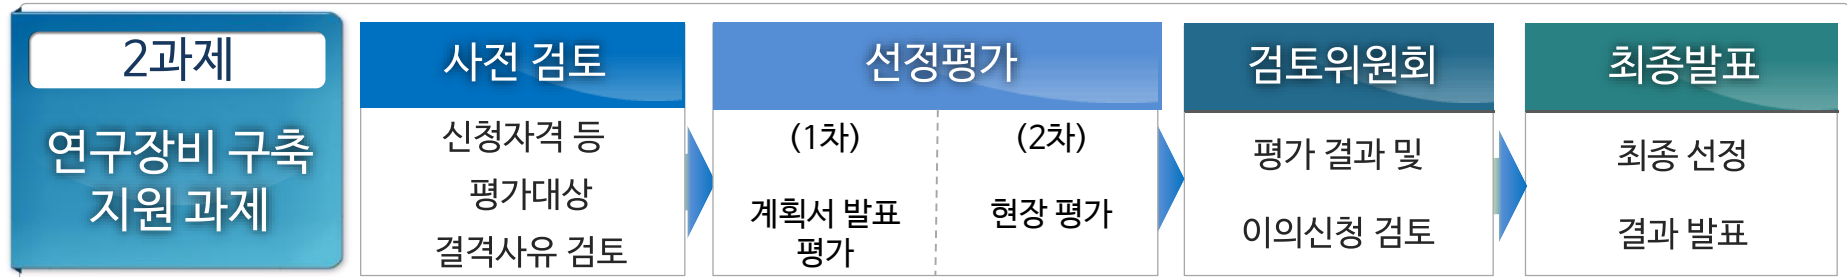 2과제
연구장비 구축
지원 과제
사전 검토
신청자격 등
평가대상
결격사유 검토
선정평가
(1차)
계획서 발표
평가
(2차)
현장 평가
검토위원회
평가 결과 및
이의신청 검토
최종발표
최종 선정
결과 발표